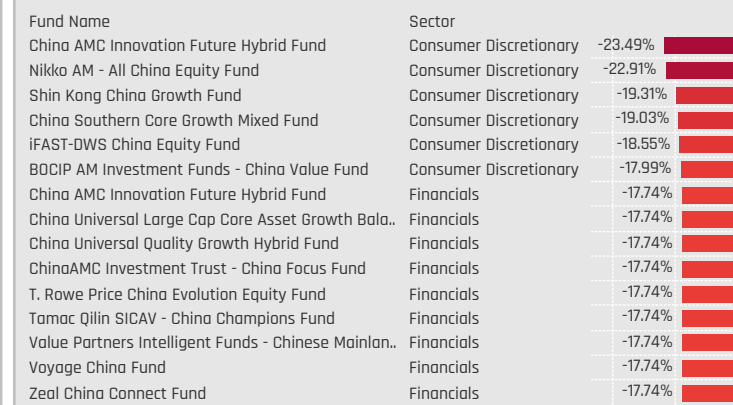 Fund Name Sector
China AMC Innovation Future Hybrid Fund Consumer Discretionary -23.49%
Nikko AM - All China Equity Fund Consumer Discretionary -22.91%
Shin Kong China Growth Fund Consumer Discretionary -19.31%
China Southern Core Growth Mixed Fund Consumer Discretionary -19.03%
iFAST-DWS China Equity Fund Consumer Discretionary -18.55%
BOCIP AM Investment Funds - China Value Fund Consumer Discretionary -17.99%
China AMC Innovation Future Hybrid Fund Financials -17.74%
China Universal Large Cap Core Asset Growth Bala.. Financials -17.74%
China Universal Quality Growth Hybrid Fund Financials -17.74%
ChinaAMC Investment Trust - China Focus Fund Financials -17.74%
T. Rowe Price China Evolution Equity Fund Financials -17.74%
Tamac Qilin SICAV - China Champions Fund Financials -17.74%
Value Partners Intelligent Funds - Chinese Mainlan.. Financials -17.74%
Voyage China Fund Financials -17.74%
Zeal China Connect Fund Financials -17.74%